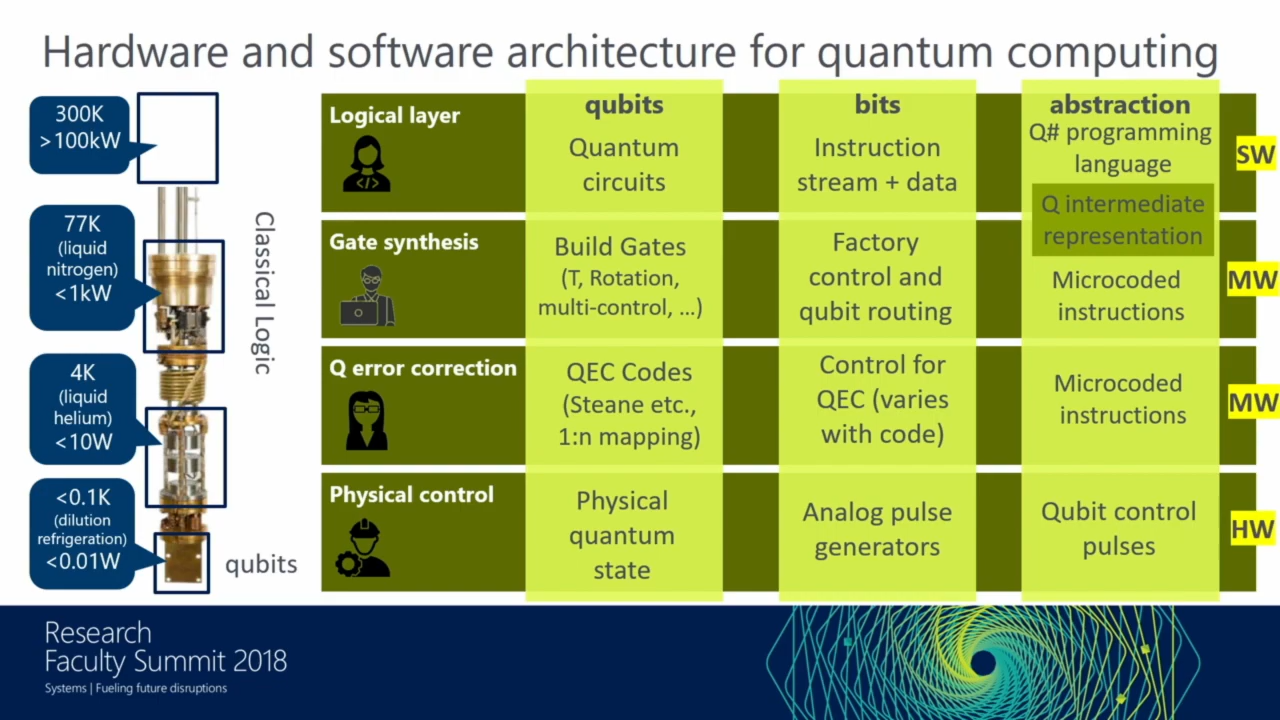 Hardware and software architecture for quantum computing
300K
>100kW
77K
(liquid
nitrogen)
<1kW
4K
(liquid
helium)
<10W
<0.1K
(dilution
refrigeration)
<0.01W
Classical Logic
qubits
qubits
bits
abstraction
Logical layer
</>
Quantum
circuits
Instruction
stream + data
Q# programming
language
SW
Q intermediate
representation
Gate synthesis
Build Gates
(T, Rotation,
multi-control, ...)
Factory
control and
qubit routing
Microcoded
instructions
MW
Q error correction
QEC Codes
(Steane etc.,
1:n mapping)
Control for
QEC (varies
with code)
Microcoded
instructions
MW
Physical control
Physical
quantum
state
Analog pulse
generators
Qubit control
pulses
HW
Research
Faculty Summit 2018
Systems | Fueling future disruptions